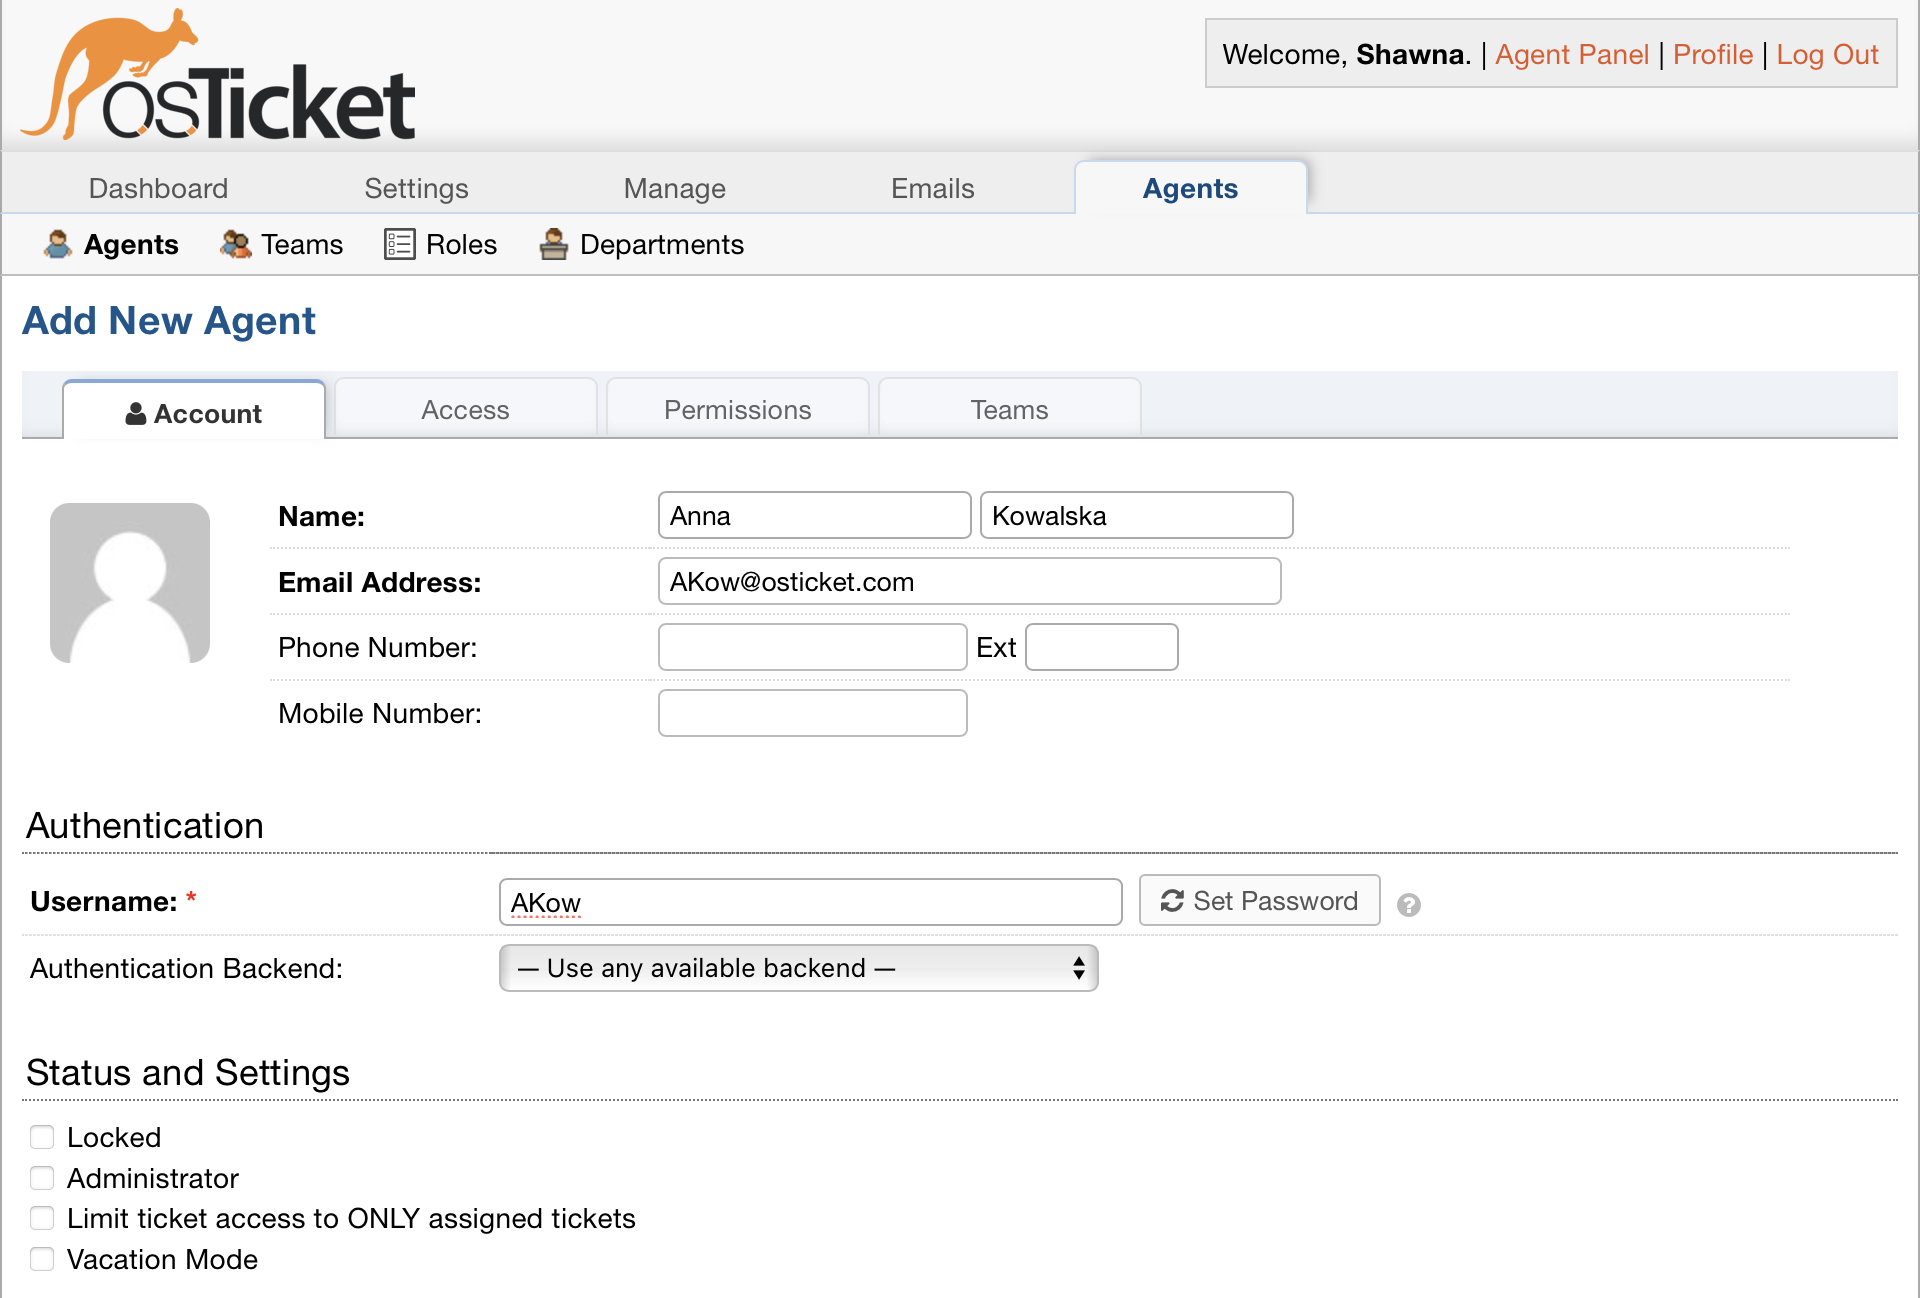 osTicket
Welcome, Shawna. | Agent Panel | Profile | Log Out
Dashboard Settings Manage Emails Agents
Agents Teams Roles Departments
Add New Agent
Account Access Permissions Teams
Name: Anna Kowalska
Email Address: AKow@osticket.com
Phone Number: Ext
Mobile Number:
Authentication
Username: * AKow Set Password ?
Authentication Backend: — Use any available backend —
Status and Settings
Locked
Administrator
Limit ticket access to ONLY assigned tickets
Vacation Mode